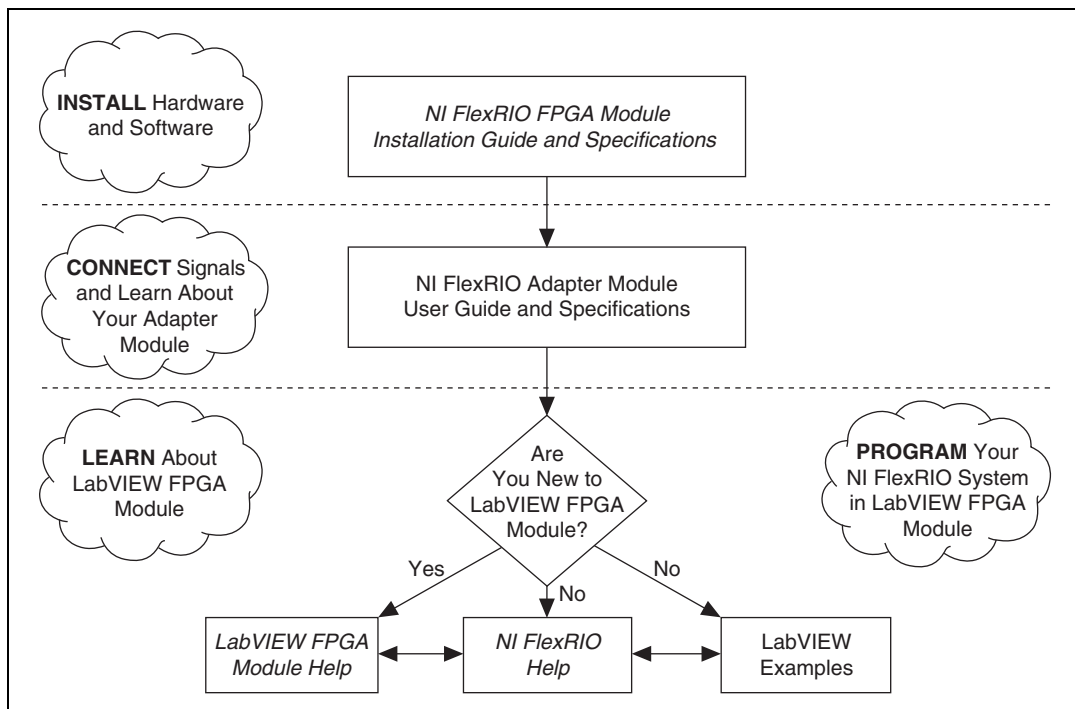 INSTALL Hardware
and Software
NI FlexRIO FPGA Module
Installation Guide and Specifications
CONNECT Signals
and Learn About
Your Adapter
Module
NI FlexRIO Adapter Module
User Guide and Specifications
LEARN About
LabVIEW FPGA
Module
Are
You New to
LabVIEW FPGA
Module?
PROGRAM Your
NI FlexRIO System
in LabVIEW FPGA
Module
Yes
No
No
LabVIEW FPGA
Module Help
NI FlexRIO
Help
LabVIEW
Examples